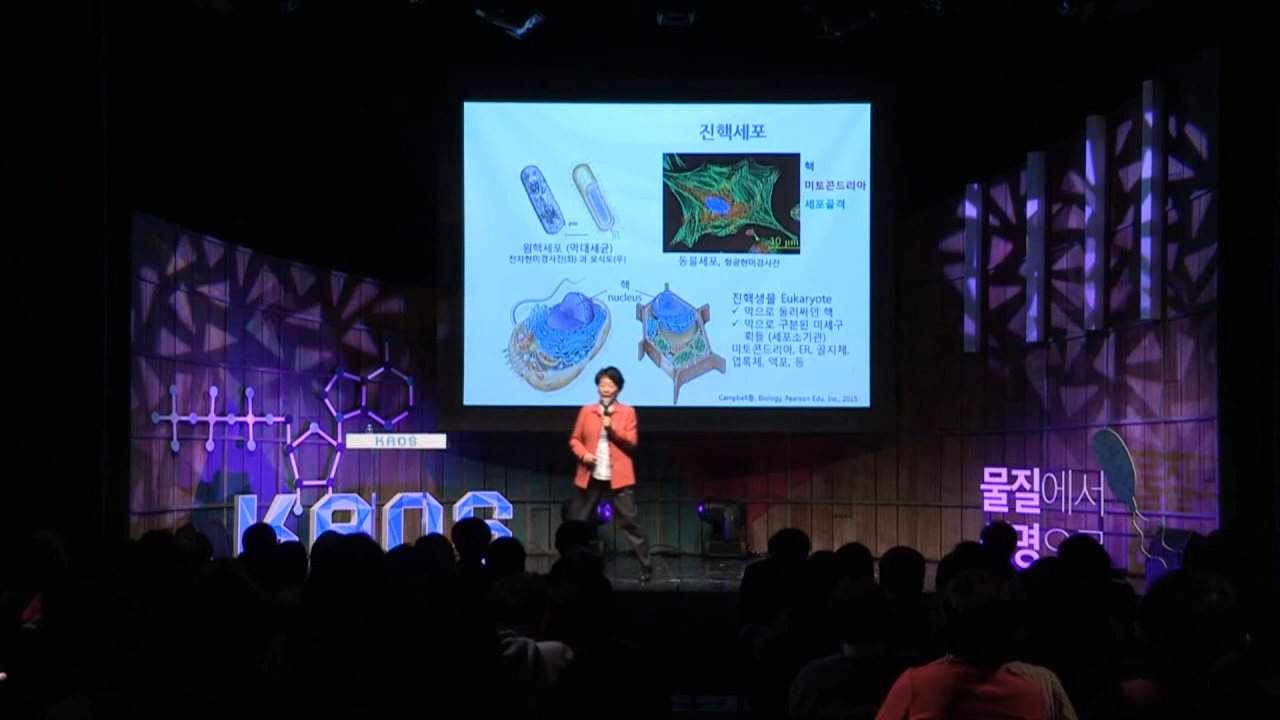 진핵세포
핵
미토콘드리아
세포골격
1 μm
10 μm
원핵세포 (막대세균)
전자현미경사진(좌) 과 모식도(우)
동물세포, 형광현미경사진
핵
nucleus
진핵생물 Eukaryote
✓ 막으로 둘러싸인 핵
✓ 막으로 구분된 미세구
획들 (세포소기관)
미토콘드리아, ER, 골지체,
엽록체, 액포, 등
Campbell등, Biology, Pearson Edu. Inc., 2015
KAOS
KAOS
물질에서
명으로